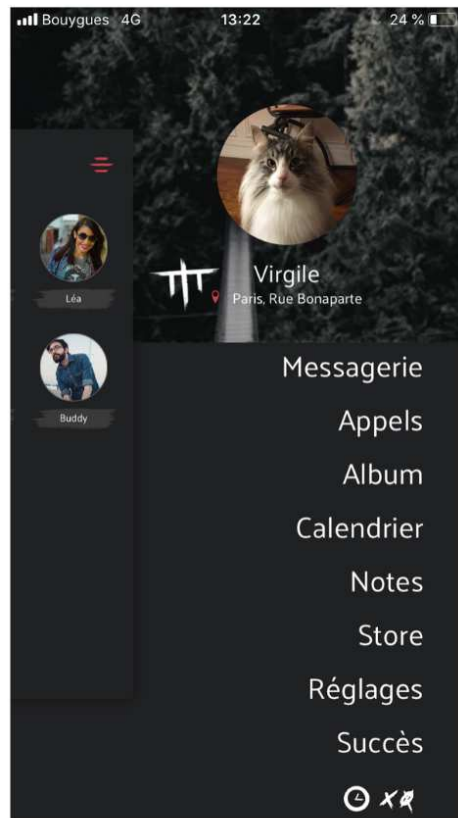 Bouygues 4G 13:22 24 %
Virgile
Paris, Rue Bonaparte
Léa
Buddy
Messagerie
Appels
Album
Calendrier
Notes
Store
Réglages
Succès